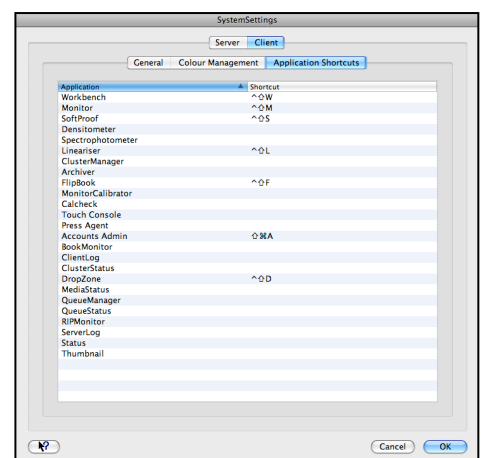 SystemSettings
Server Client
General Colour Management Application Shortcuts
Application Shortcut
Workbench ^⇧W
Monitor ^⇧M
SoftProof ^⇧S
Densitometer
Spectrophotometer
Lineariser ^⇧L
ClusterManager
Archiver
FlipBook ^⇧F
MonitorCalibrator
Calcheck
Touch Console
Press Agent
Accounts Admin ⇧⌘A
BookMonitor
ClientLog
ClusterStatus
DropZone ^⇧D
MediaStatus
QueueManager
QueueStatus
RIPMonitor
ServerLog
Status
Thumbnail
? Cancel OK